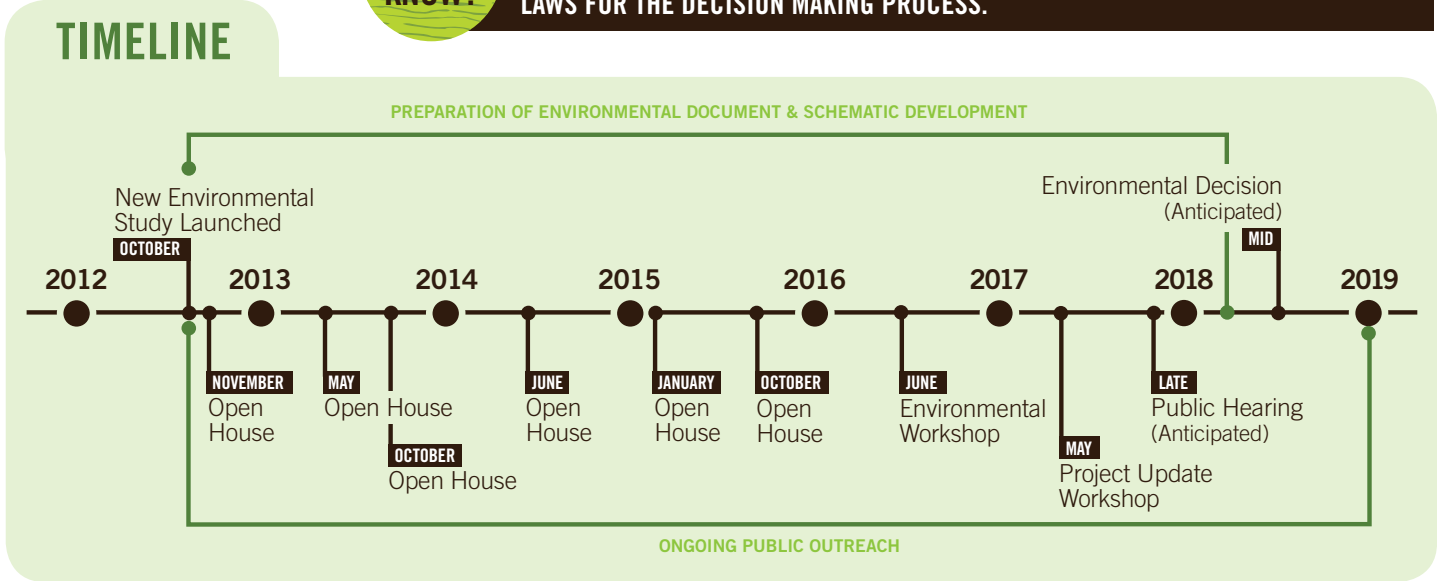 KNOW?
LAWS FOR THE DECISION MAKING PROCESS.
TIMELINE
PREPARATION OF ENVIRONMENTAL DOCUMENT & SCHEMATIC DEVELOPMENT
New Environmental
Study Launched
OCTOBER
Environmental Decision
(Anticipated)
MID
2012
2013
2014
2015
2016
2017
2018
2019
NOVEMBER
Open
House
MAY
Open House
OCTOBER
Open House
JUNE
Open
House
JANUARY
Open
House
OCTOBER
Open
House
JUNE
Environmental
Workshop
MAY
Project Update
Workshop
LATE
Public Hearing
(Anticipated)
ONGOING PUBLIC OUTREACH